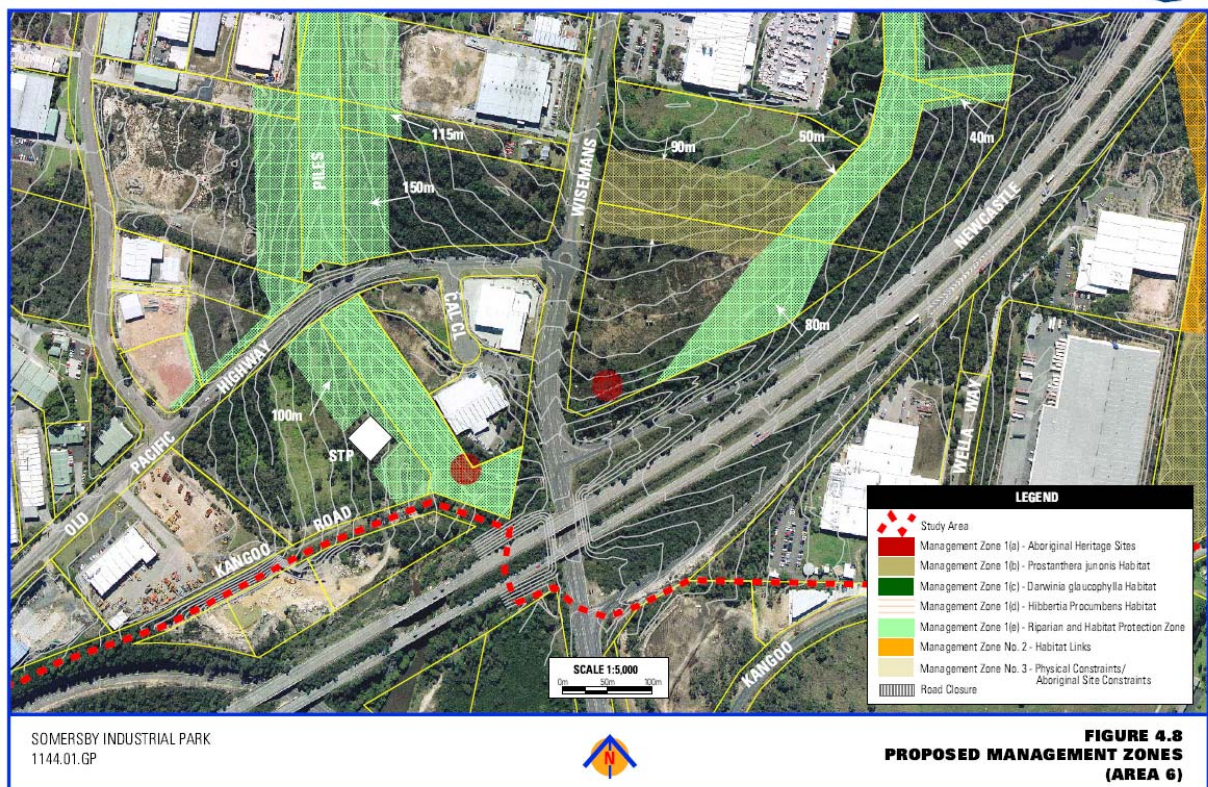 115m
PILES
150m
WISEMANS
90m
60m
40m
NEWCASTLE
80m
CAL CL
HIGHWAY
100m
STP
PACIFIC
OLD
KANGOO ROAD
WELLA WAY
KANGOO
SCALE 1:5,000
0m 50m 100m
LEGEND
Study Area
Management Zone 1(a) - Aboriginal Heritage Sites
Management Zone 1(b) - Prostanthera junonis Habitat
Management Zone 1(c) - Darwinia glaucophylla Habitat
Management Zone 1(d) - Hibbertia Procumbens Habitat
Management Zone 1(e) - Riparian and Habitat Protection Zone
Management Zone No. 2 - Habitat Links
Management Zone No. 3 - Physical Constraints/
Aboriginal Site Constraints
Road Closure
SOMERSBY INDUSTRIAL PARK
1144.01.GP
N
FIGURE 4.8
PROPOSED MANAGEMENT ZONES
(AREA 6)